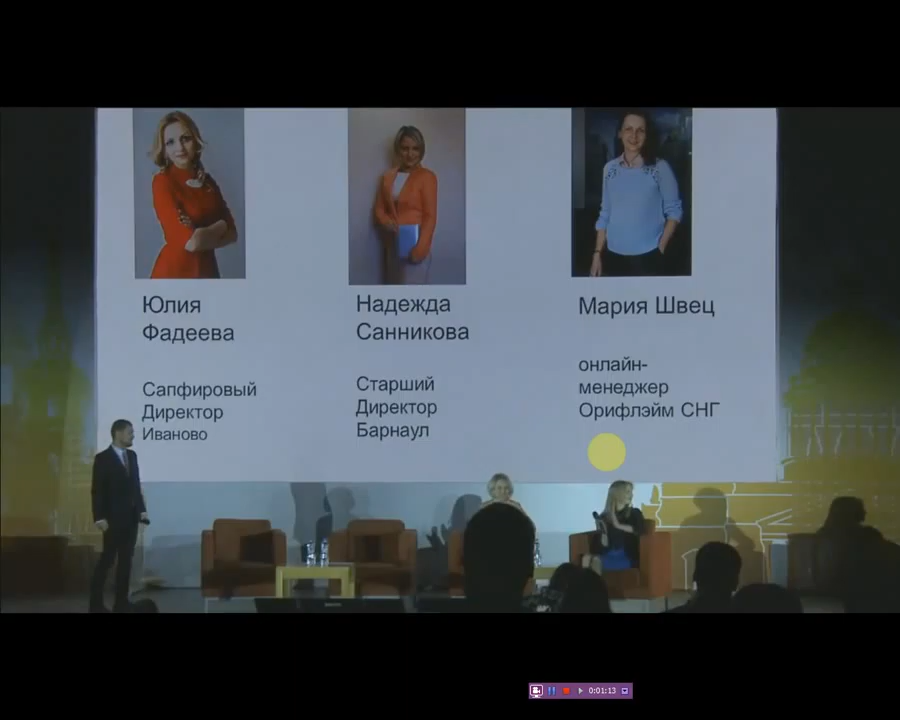 Юлия
Фадеева
Сапфировый
Директор
Иваново
Надежда
Санникова
Старший
Директор
Барнаул
Мария Швец
онлайн-
менеджер
Орифлэйм СНГ
0:01:13